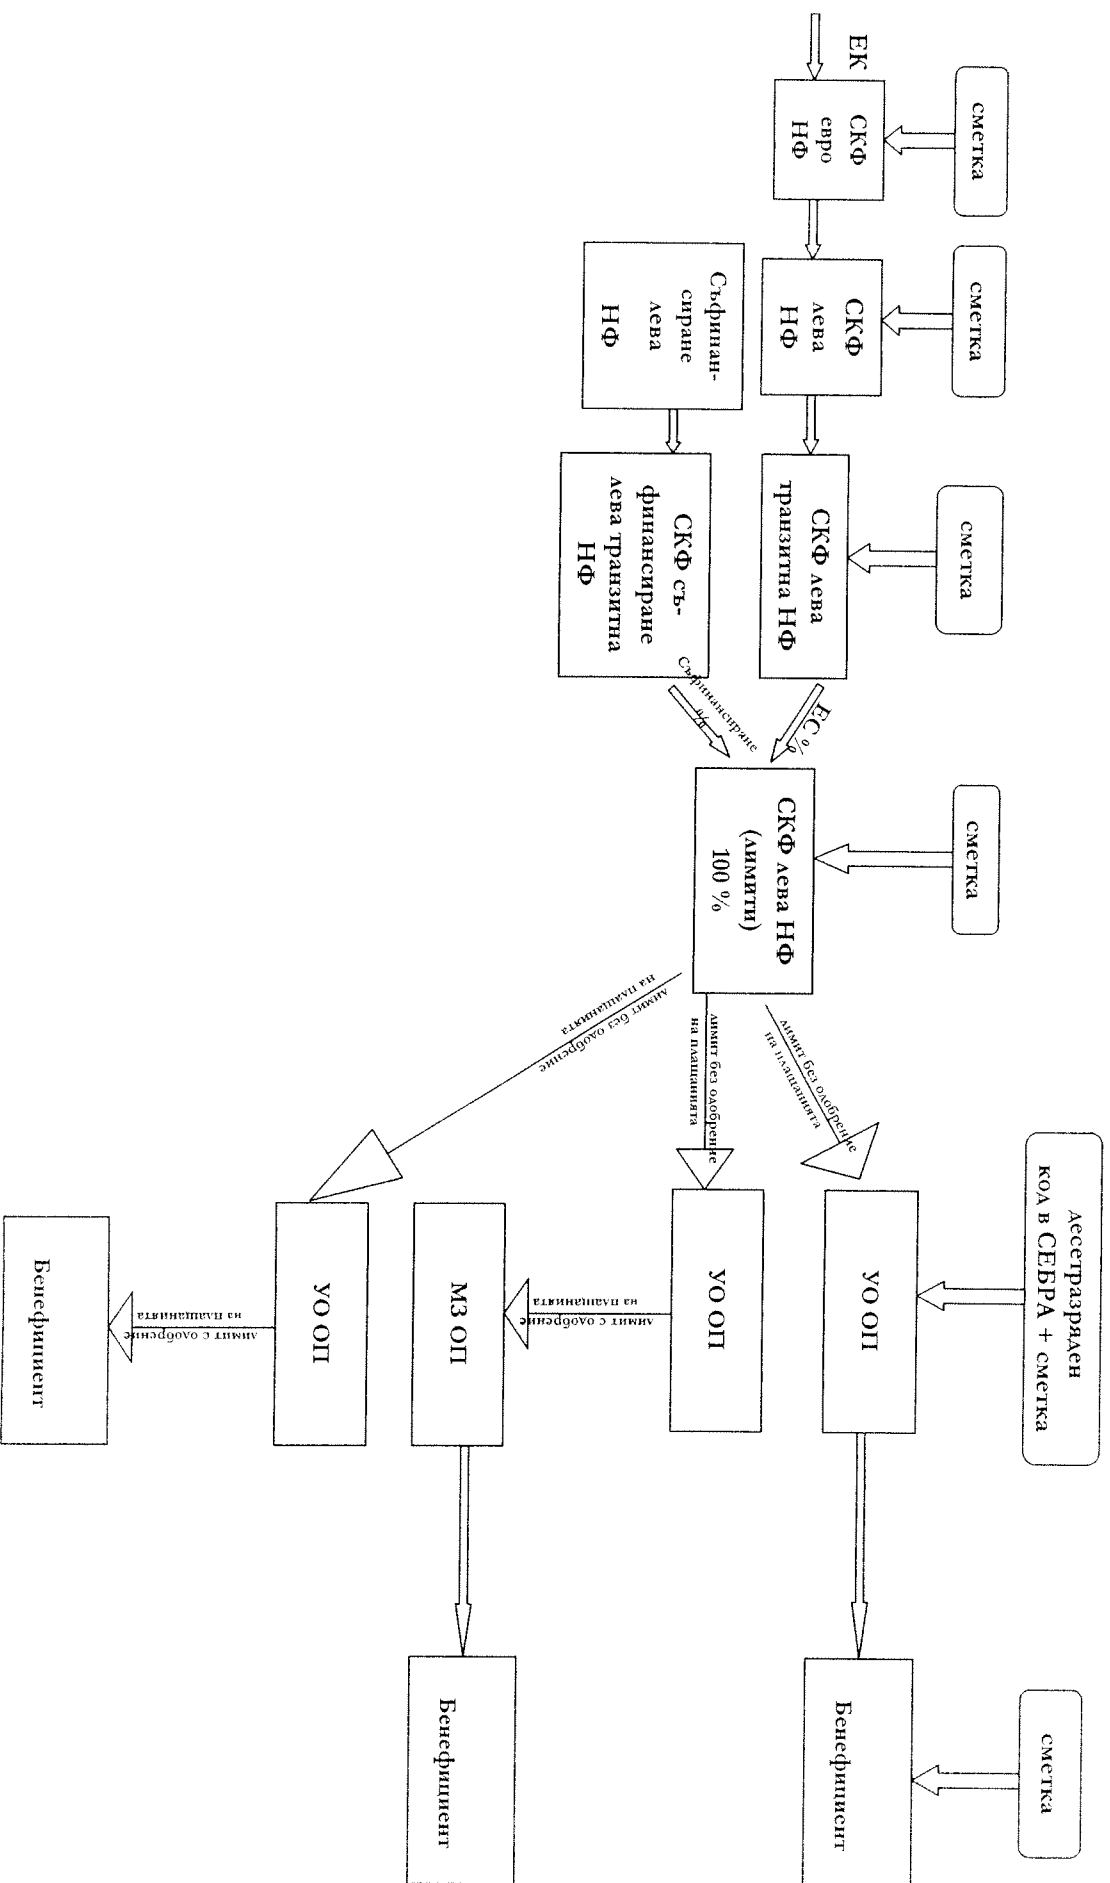 сметка
сметка
сметка
сметка
десетразряден
код в СЕБРА + сметка
сметка
ЕК
СКФ
евро
НФ
СКФ
лева
НФ
СКФ лева
транзитна НФ
ЕС%
Съфинан-
сиране
лева
НФ
СКФ съ-
финансиране
лева транзитна
НФ
Съфинансиране
%
СКФ лева НФ
(лимити)
100 %
лимит без одобрение
на плащанията
УО ОП
Бенефициент
лимит без одобрение
на плащанията
УО ОП
лимит с одобрение
на плащанията
МЗ ОП
Бенефициент
лимит без одобрение
на плащанията
УО ОП
лимит с одобрение
на плащанията
Бенефициент